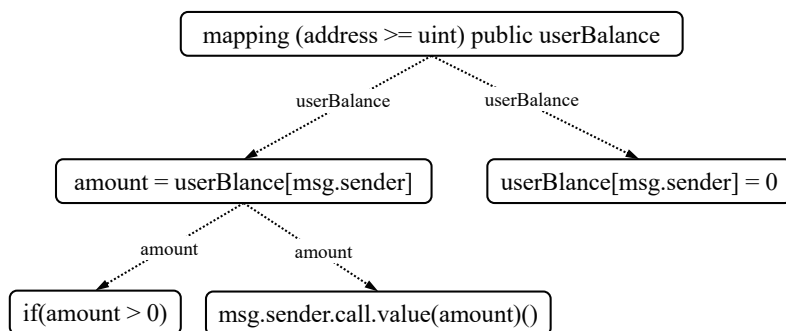 mapping (address >= uint) public userBalance
userBalance
userBalance
amount = userBlance[msg.sender]
userBlance[msg.sender] = 0
amount
amount
if(amount > 0)
msg.sender.call.value(amount)()